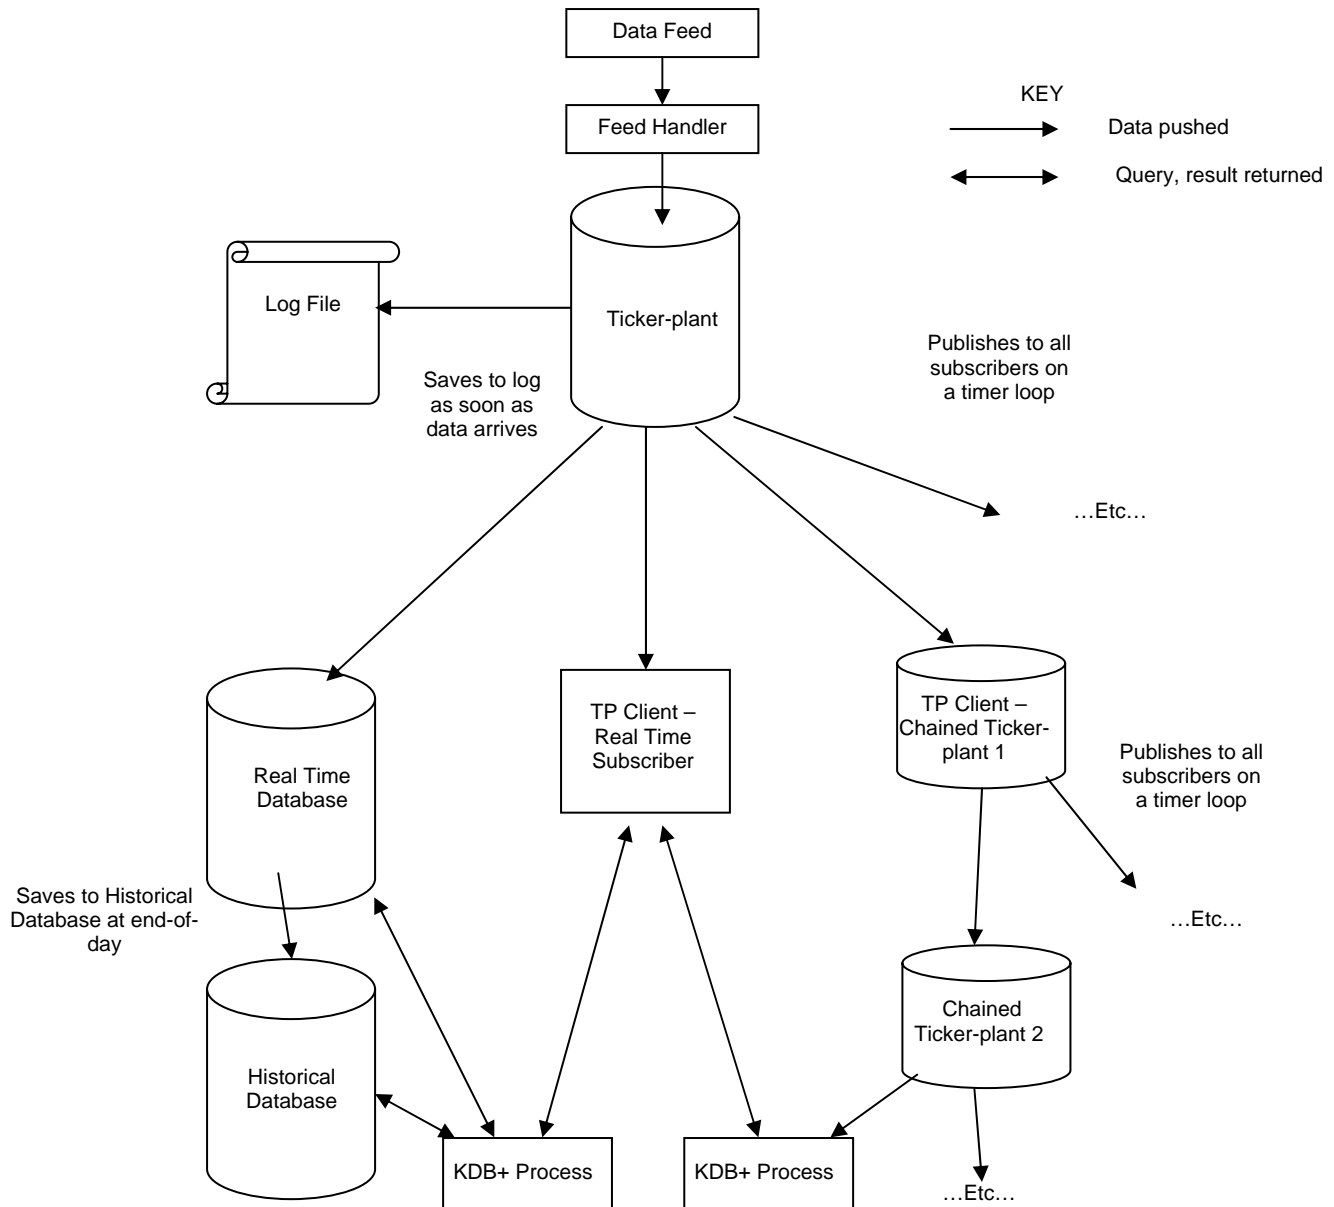 Data Feed
KEY
Feed Handler
Data pushed
Query, result returned
Log File
Ticker-plant
Publishes to all
subscribers on
a timer loop
Saves to log
as soon as
data arrives
…Etc…
TP Client –
Real Time
Subscriber
TP Client –
Chained Ticker-
plant 1
Real Time
Database
Publishes to all
subscribers on
a timer loop
Saves to Historical
Database at end-of-
day
…Etc…
Chained
Ticker-plant 2
Historical
Database
KDB+ Process
KDB+ Process
…Etc…